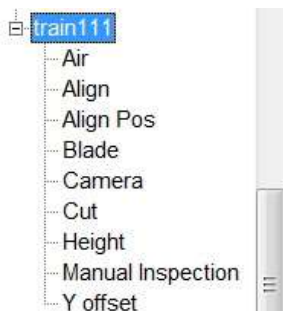 train111
Air
Align
Align Pos
Blade
Camera
Cut
Height
Manual Inspection
Y offset